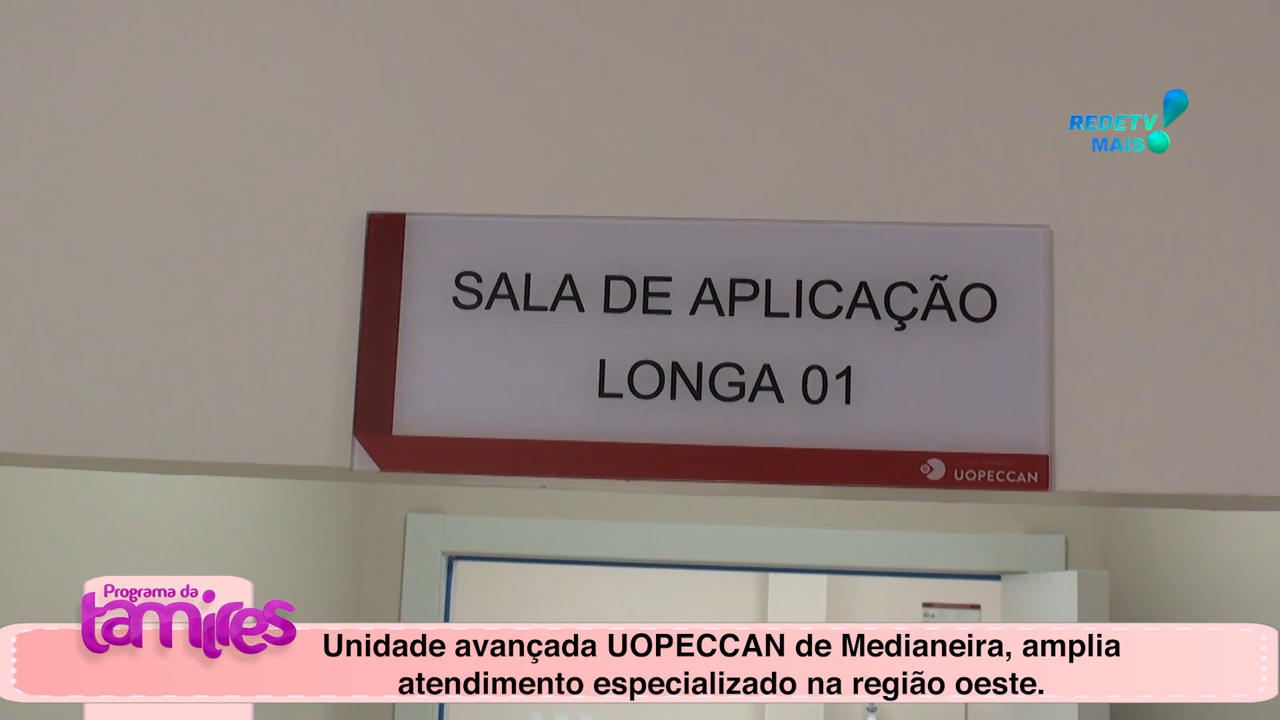 REDETV!
MAIS
SALA DE APLICAÇÃO
LONGA 01
UOPECCAN
Programa da
tamires
Unidade avançada UOPECCAN de Medianeira, amplia
atendimento especializado na região oeste.